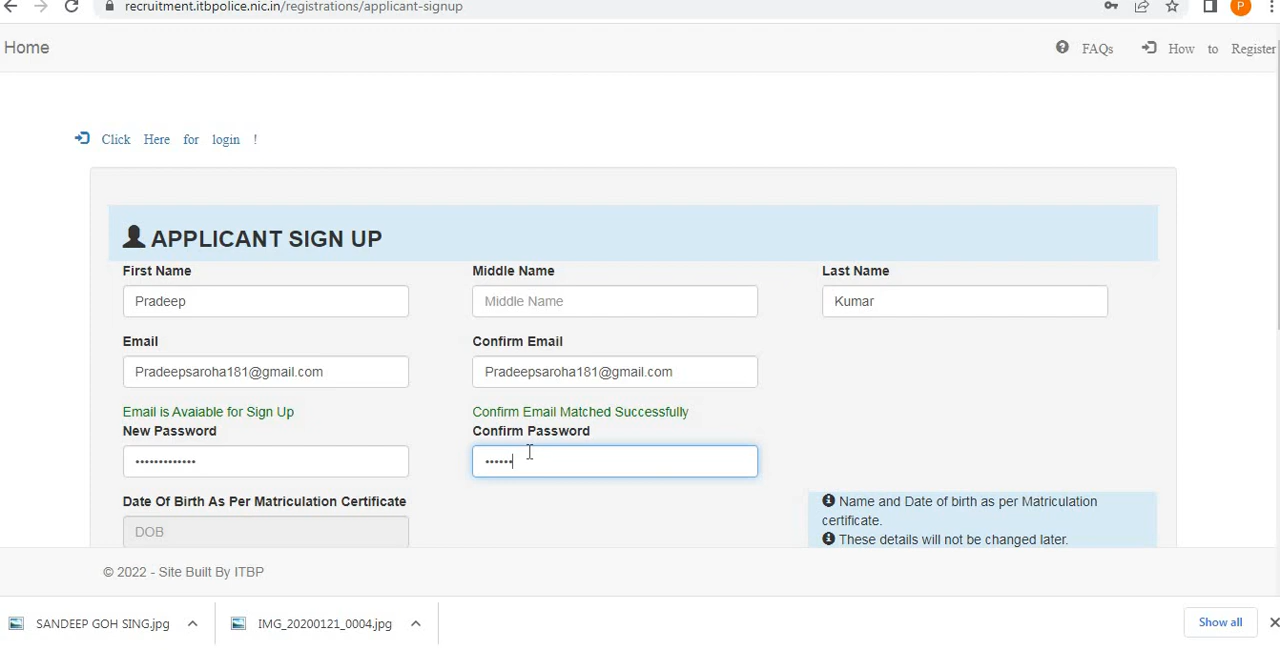 recruitment.itbpolice.nic.in/registrations/applicant-signup
P
Home
FAQs
How to Register
Click Here for login !
APPLICANT SIGN UP
First Name
Middle Name
Last Name
Pradeep
Middle Name
Kumar
Email
Confirm Email
Pradeepsaroha181@gmail.com
Pradeepsaroha181@gmail.com
Email is Avaiable for Sign Up
Confirm Email Matched Successfully
New Password
Confirm Password
•••••••••••••
••••••
Date Of Birth As Per Matriculation Certificate
DOB
Name and Date of birth as per Matriculation
certificate.
These details will not be changed later.
© 2022 - Site Built By ITBP
SANDEEP GOH SING.jpg
IMG_20200121_0004.jpg
Show all